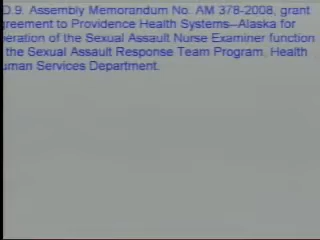 D.9. Assembly Memorandum No. AM 378-2008, grant
greement to Providence Health Systems--Alaska for
eration of the Sexual Assault Nurse Examiner function
the Sexual Assault Response Team Program, Health
uman Services Department.